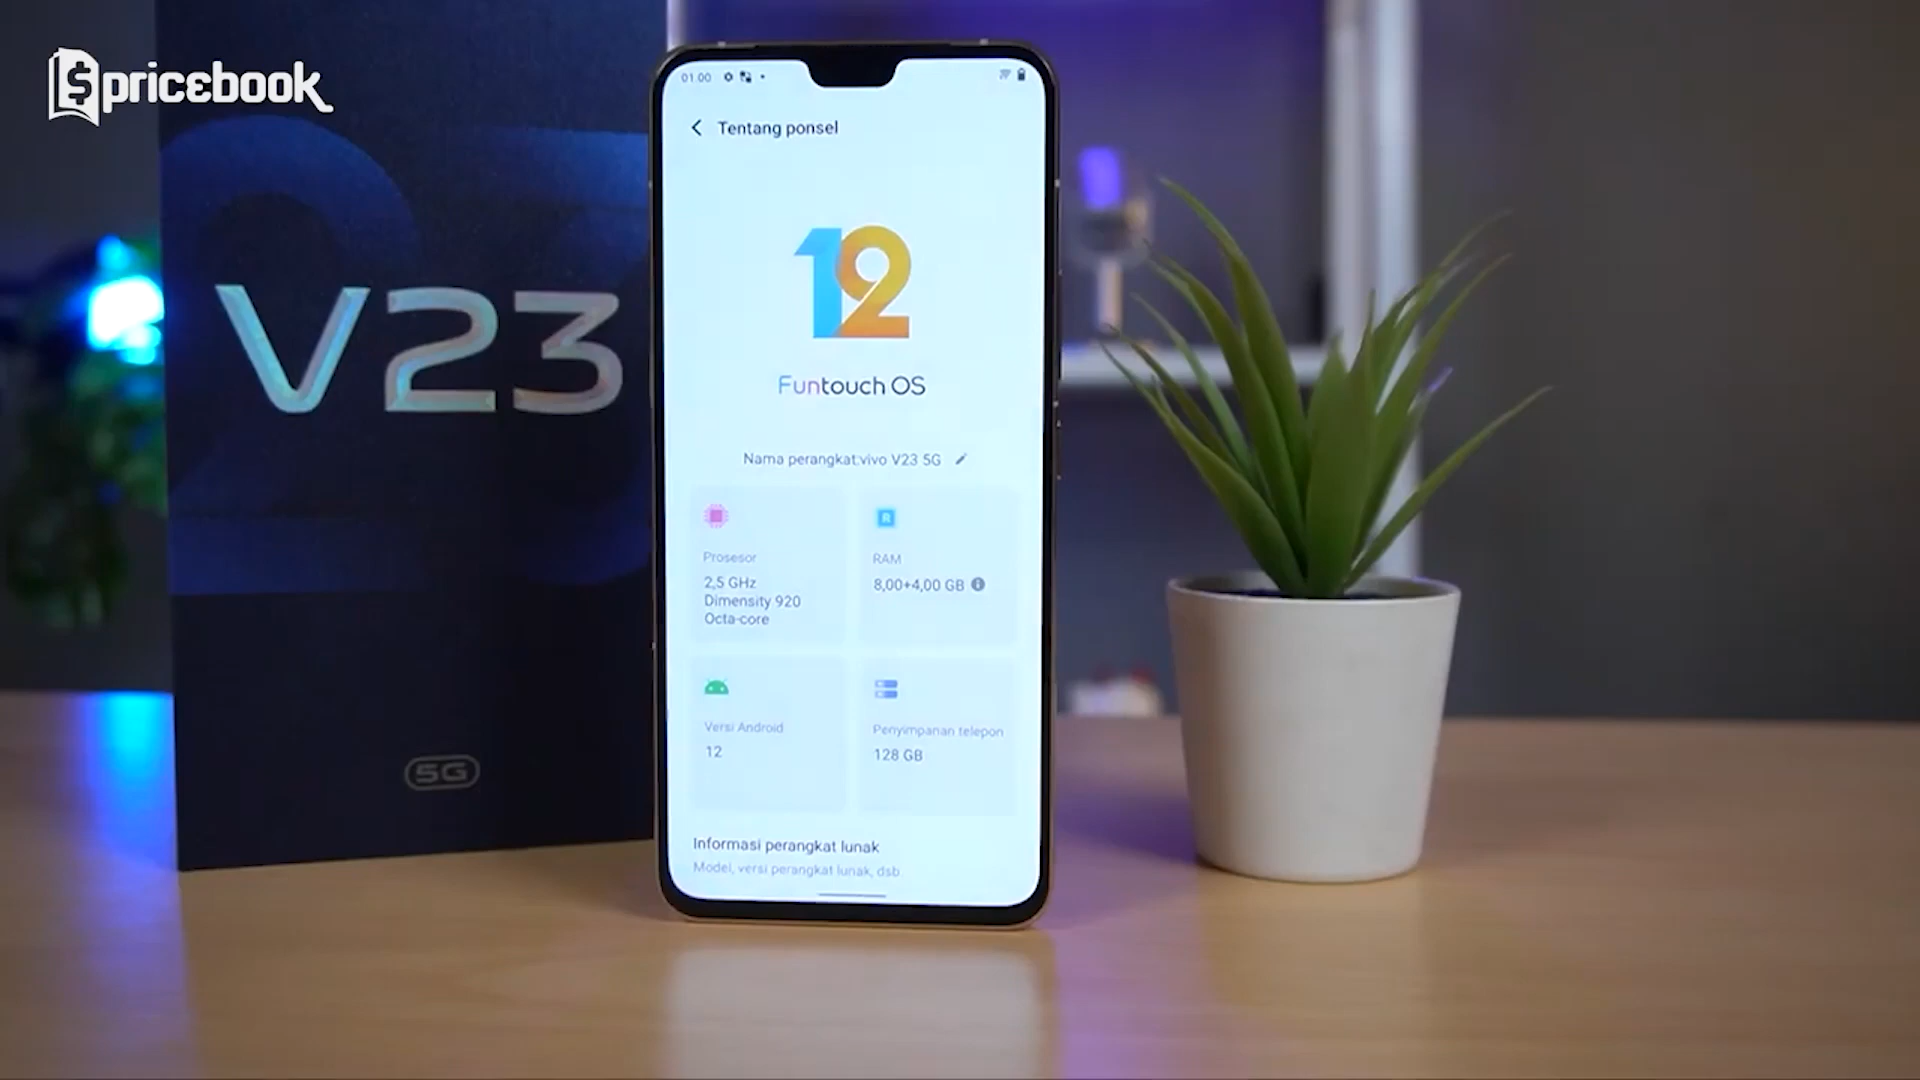 pricebook
V23
5G
01.00
Tentang ponsel
12
Funtouch OS
Nama perangkat:vivo V23 5G
Prosesor
2,5 GHz
Dimensity 920
Octa-core
R
RAM
8,00+4,00 GB
Versi Android
12
Penyimpanan telepon
128 GB
Informasi perangkat lunak
Model, versi perangkat lunak, dsb